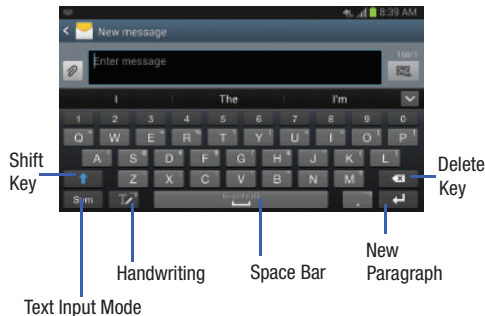 8:39 AM
New message
Enter message
160/1
I The I'm
1 2 3 4 5 6 7 8 9 0
Q W E R T Y U I O P
A S D F G H J K L
Z X C V B N M
Sym T .
Shift Key
Delete Key
Handwriting
Space Bar
New Paragraph
Text Input Mode